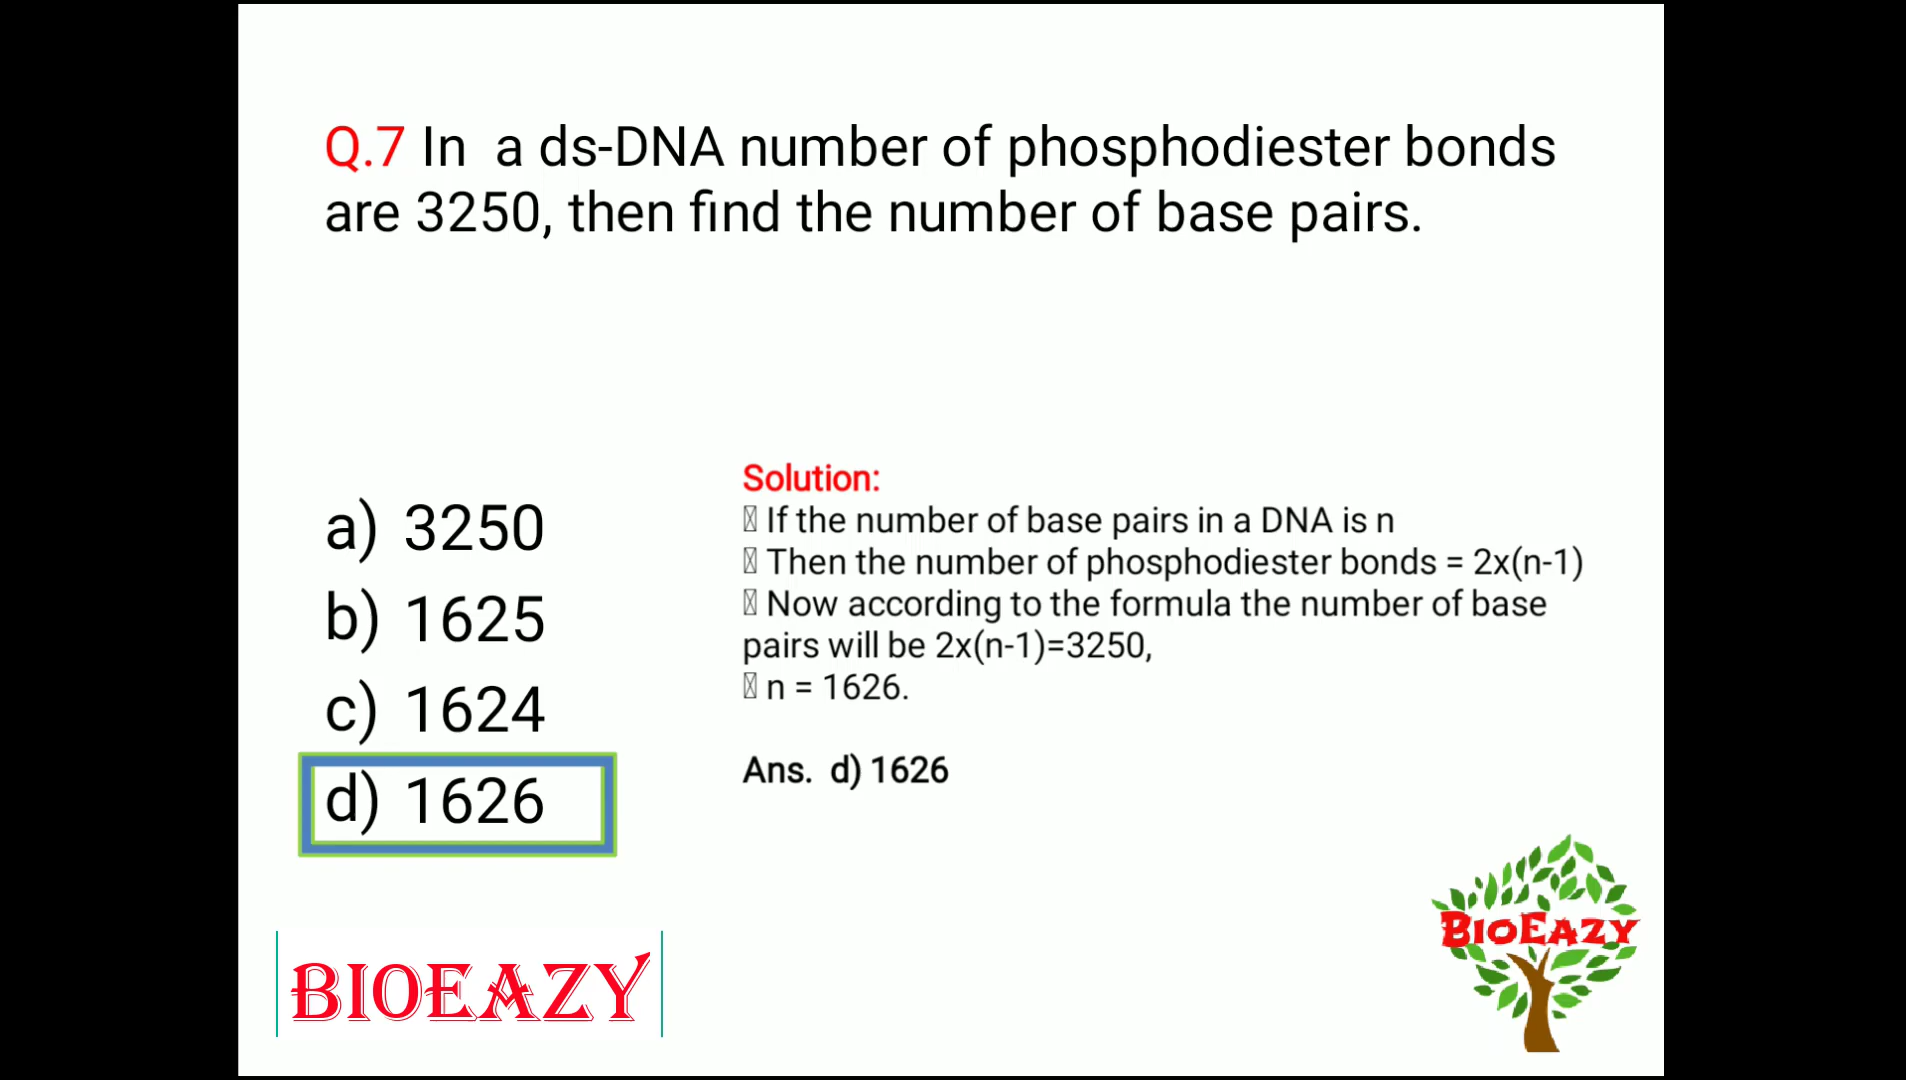 Q.7 In a ds-DNA number of phosphodiester bonds
are 3250, then find the number of base pairs.
a) 3250
b) 1625
c) 1624
d) 1626
Solution:
If the number of base pairs in a DNA is n
Then the number of phosphodiester bonds = 2x(n-1)
Now according to the formula the number of base
pairs will be 2x(n-1)=3250,
n = 1626.
Ans. d) 1626
BIOEAZY
BIOEAZY